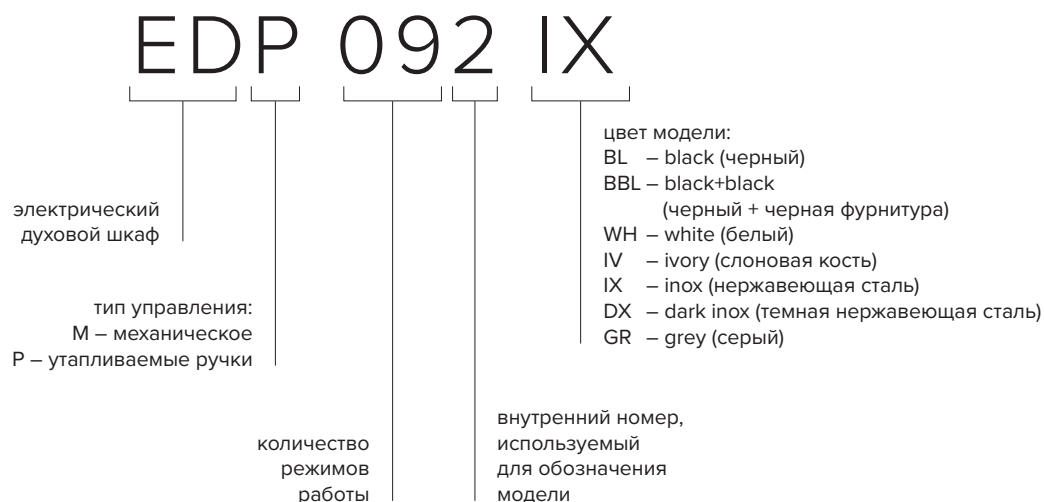 EDP 092 IX
электрический
духовой шкаф
тип управления:
М – механическое
Р – утапливаемые ручки
количество
режимов
работы
внутренний номер,
используемый
для обозначения
модели
цвет модели:
BL – black (черный)
BBL – black+black
(черный + черная фурнитура)
WH – white (белый)
IV – ivory (слоновая кость)
IX – inox (нержавеющая сталь)
DX – dark inox (темная нержавеющая сталь)
GR – grey (серый)